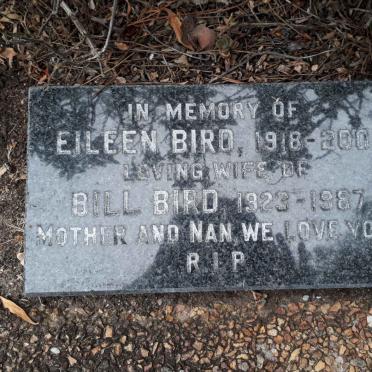 IN MEMORY OF
EILEEN BIRD, 1918-200
LOVING WIFE OF
BILL BIRD, 1923-1987
MOTHER AND NAN WE LOVE YO
R I P